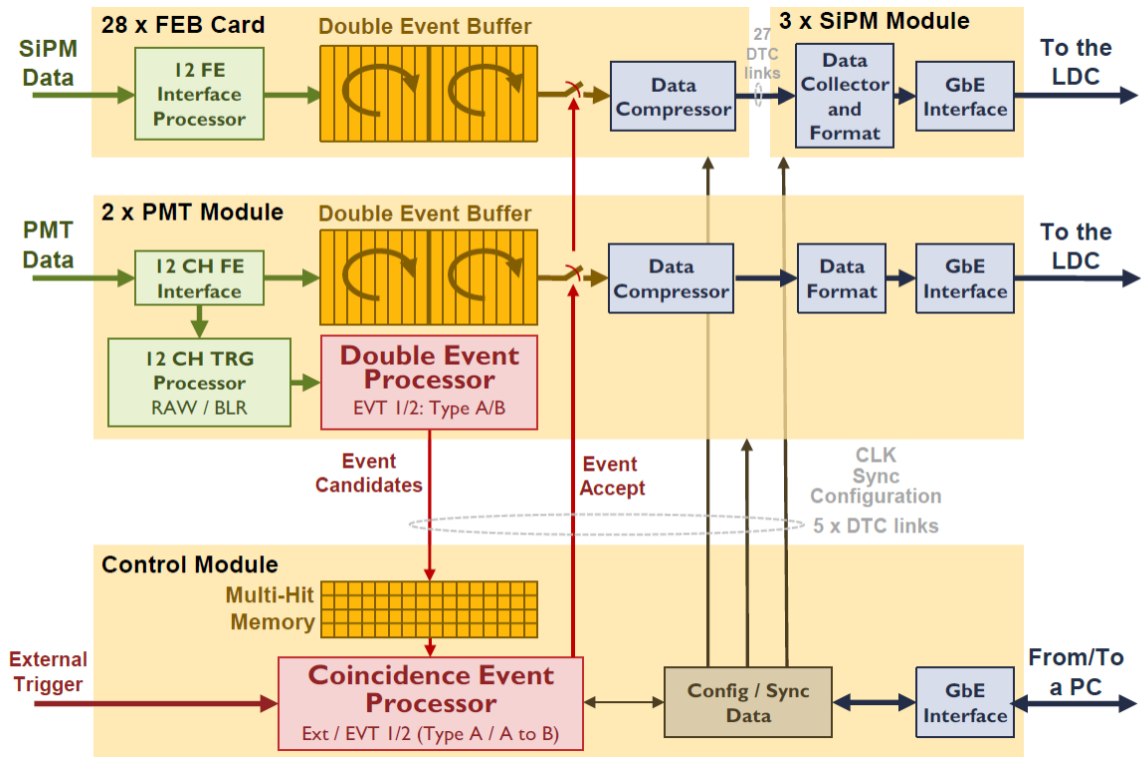 28 x FEB Card
SiPM
Data
12 FE
Interface
Processor
Double Event Buffer
Data
Compressor
27
DTC
links
3 x SiPM Module
Data
Collector
and
Format
GbE
Interface
To the
LDC
2 x PMT Module
PMT
Data
12 CH FE
Interface
Double Event Buffer
Data
Compressor
Data
Format
GbE
Interface
To the
LDC
12 CH TRG
Processor
RAW / BLR
Double Event
Processor
EVT 1/2: Type A/B
Event
Candidates
Event
Accept
CLK
Sync
Configuration
5 x DTC links
Control Module
Multi-Hit
Memory
External
Trigger
Coincidence Event
Processor
Ext / EVT 1/2 (Type A / A to B)
Config / Sync
Data
GbE
Interface
From/To
a PC